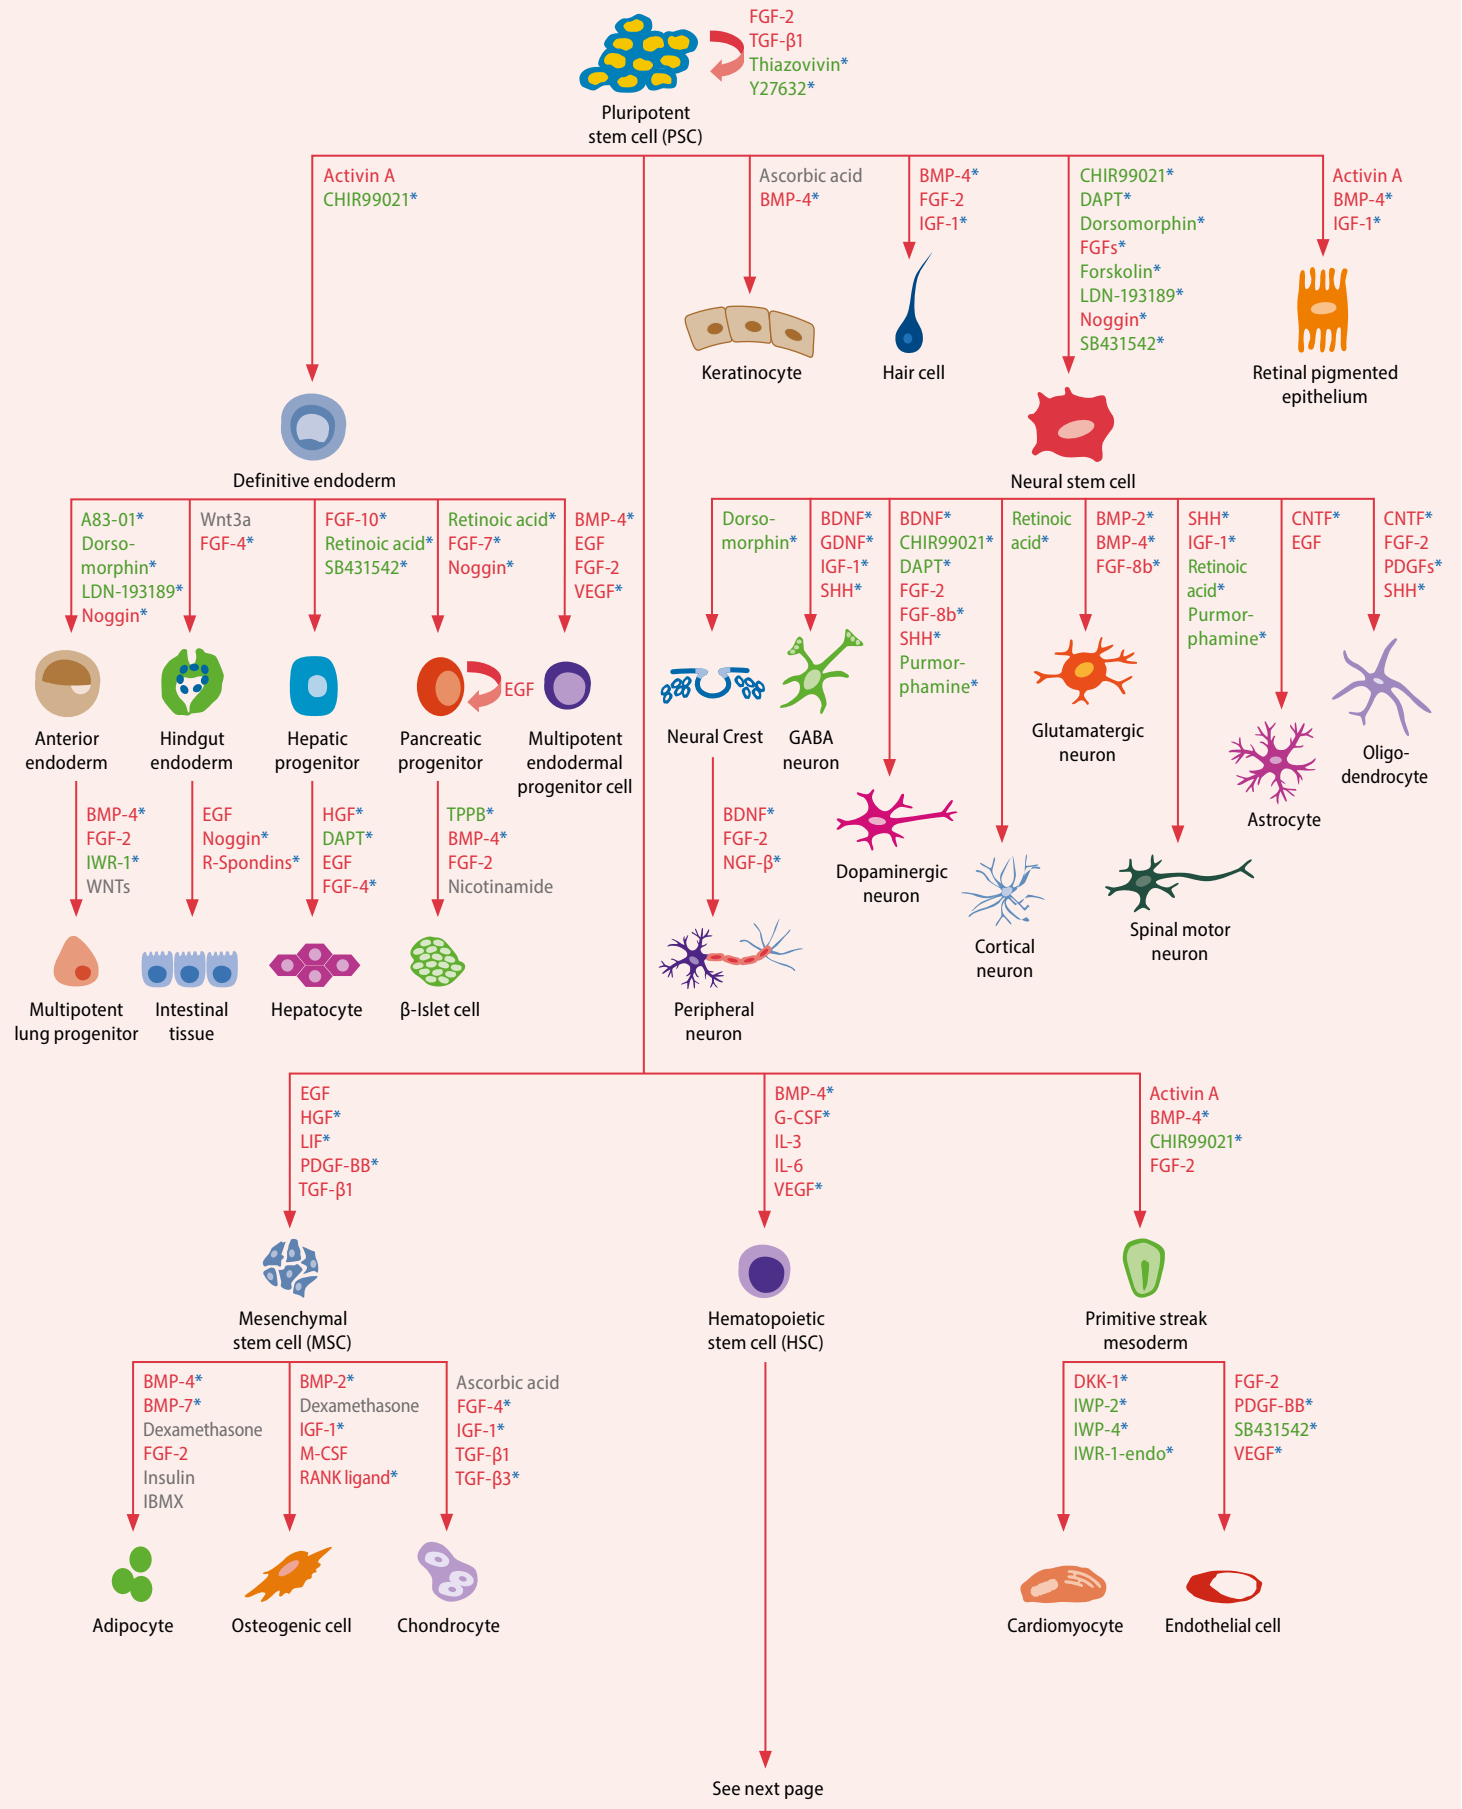 FGF-2
TGF-β1
Thiazovivin*
Y27632*
Pluripotent
stem cell (PSC)
Activin A
CHIR99021*
Ascorbic acid
BMP-4*
BMP-4*
FGF-2
IGF-1*
CHIR99021*
DAPT*
Dorsomorphin*
FGFs*
Forskolin*
LDN-193189*
Noggin*
SB431542*
Activin A
BMP-4*
IGF-1*
Keratinocyte
Hair cell
Retinal pigmented
epithelium
Definitive endoderm
Neural stem cell
A83-01*
Dorso-
morphin*
LDN-193189*
Noggin*
Wnt3a
FGF-4*
FGF-10*
Retinoic acid*
SB431542*
Retinoic acid*
FGF-7*
Noggin*
BMP-4*
EGF
FGF-2
VEGF*
Dorso-
morphin*
BDNF*
GDNF*
IGF-1*
SHH*
BDNF*
CHIR99021*
DAPT*
FGF-2
FGF-8b*
SHH*
Purmor-
phamine*
Retinoic
acid*
BMP-2*
BMP-4*
FGF-8b*
SHH*
IGF-1*
Retinoic
acid*
Purmor-
phamine*
CNTF*
EGF
CNTF*
FGF-2
PDGFs*
SHH*
EGF
Anterior
endoderm
Hindgut
endoderm
Hepatic
progenitor
Pancreatic
progenitor
Multipotent
endodermal
progenitor cell
Neural Crest
GABA
neuron
Glutamatergic
neuron
Oligo-
dendrocyte
BMP-4*
FGF-2
IWR-1*
WNTs
EGF
Noggin*
R-Spondins*
HGF*
DAPT*
EGF
FGF-4*
TPPB*
BMP-4*
FGF-2
Nicotinamide
BDNF*
FGF-2
NGF-β*
Dopaminergic
neuron
Astrocyte
Cortical
neuron
Spinal motor
neuron
Multipotent
lung progenitor
Intestinal
tissue
Hepatocyte
β-Islet cell
Peripheral
neuron
EGF
HGF*
LIF*
PDGF-BB*
TGF-β1
BMP-4*
G-CSF*
IL-3
IL-6
VEGF*
Activin A
BMP-4*
CHIR99021*
FGF-2
Mesenchymal
stem cell (MSC)
Hematopoietic
stem cell (HSC)
Primitive streak
mesoderm
BMP-4*
BMP-7*
Dexamethasone
FGF-2
Insulin
IBMX
BMP-2*
Dexamethasone
IGF-1*
M-CSF
RANK ligand*
Ascorbic acid
FGF-4*
IGF-1*
TGF-β1
TGF-β3*
DKK-1*
IWP-2*
IWP-4*
IWR-1-endo*
FGF-2
PDGF-BB*
SB431542*
VEGF*
Adipocyte
Osteogenic cell
Chondrocyte
Cardiomyocyte
Endothelial cell
See next page